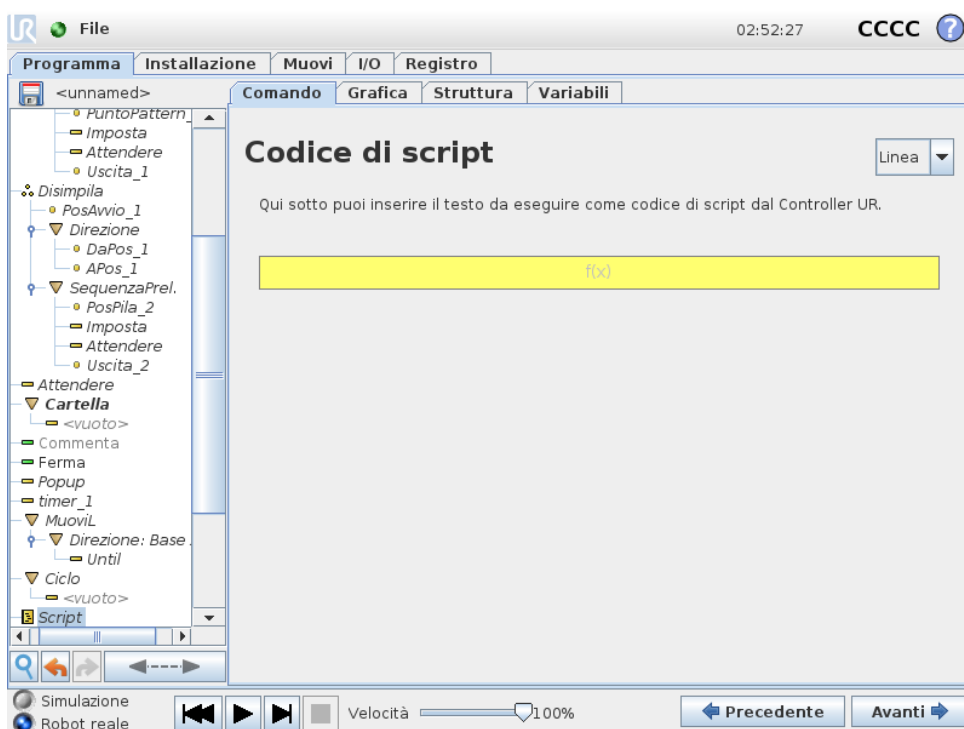 UR File 02:52:27 CCCC ?
Programma Installazione Muovi I/O Registro
<unnamed> Comando Grafica Struttura Variabili
PuntoPattern_
Imposta
Attendere
Uscita_1
Disimpila
PosAvvio_1
Direzione
DaPos_1
APos_1
SequenzaPrel.
PosPila_2
Imposta
Attendere
Uscita_2
Attendere
Cartella
<vuoto>
Commenta
Ferma
Popup
timer_1
MuoviL
Direzione: Base
Until
Ciclo
<vuoto>
Script
Codice di script
Linea
Qui sotto puoi inserire il testo da eseguire come codice di script dal Controller UR.
f(x)
Simulazione
Robot reale
Velocità 100% Precedente Avanti